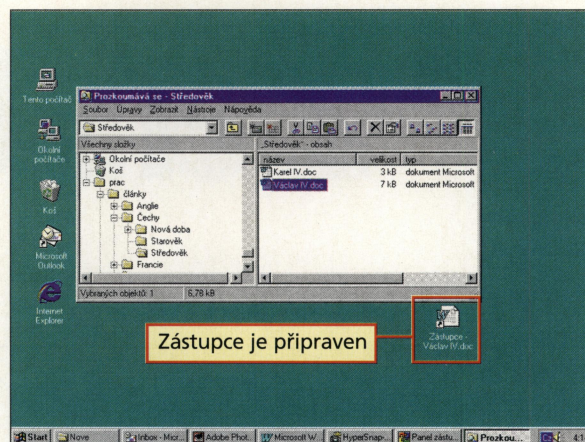 Tento počítač
Okolní
počítače
Koš
Microsoft
Outlook
Internet
Explorer
Prozkoumává se - Středověk
Soubor Úpravy Zobrazit Nástroje Nápověda
Středověk
Všechny složky
„Středověk" - obsah
Okolní počítače
Koš
prac
články
Anglie
Čechy
Nová doba
Starověk
Středověk
Francie
název velikost typ
Karel IV.doc 3 kB dokument Microsoft
Václav IV.doc 7 kB dokument Microsoft
Vybraných objektů: 1 6,78 kB
Zástupce je připraven
Zástupce -
Václav IV.doc
Start Nove Inbox - Micr... Adobe Phot... Microsoft W... HyperSnap-... Panel zástu... Prozkou...